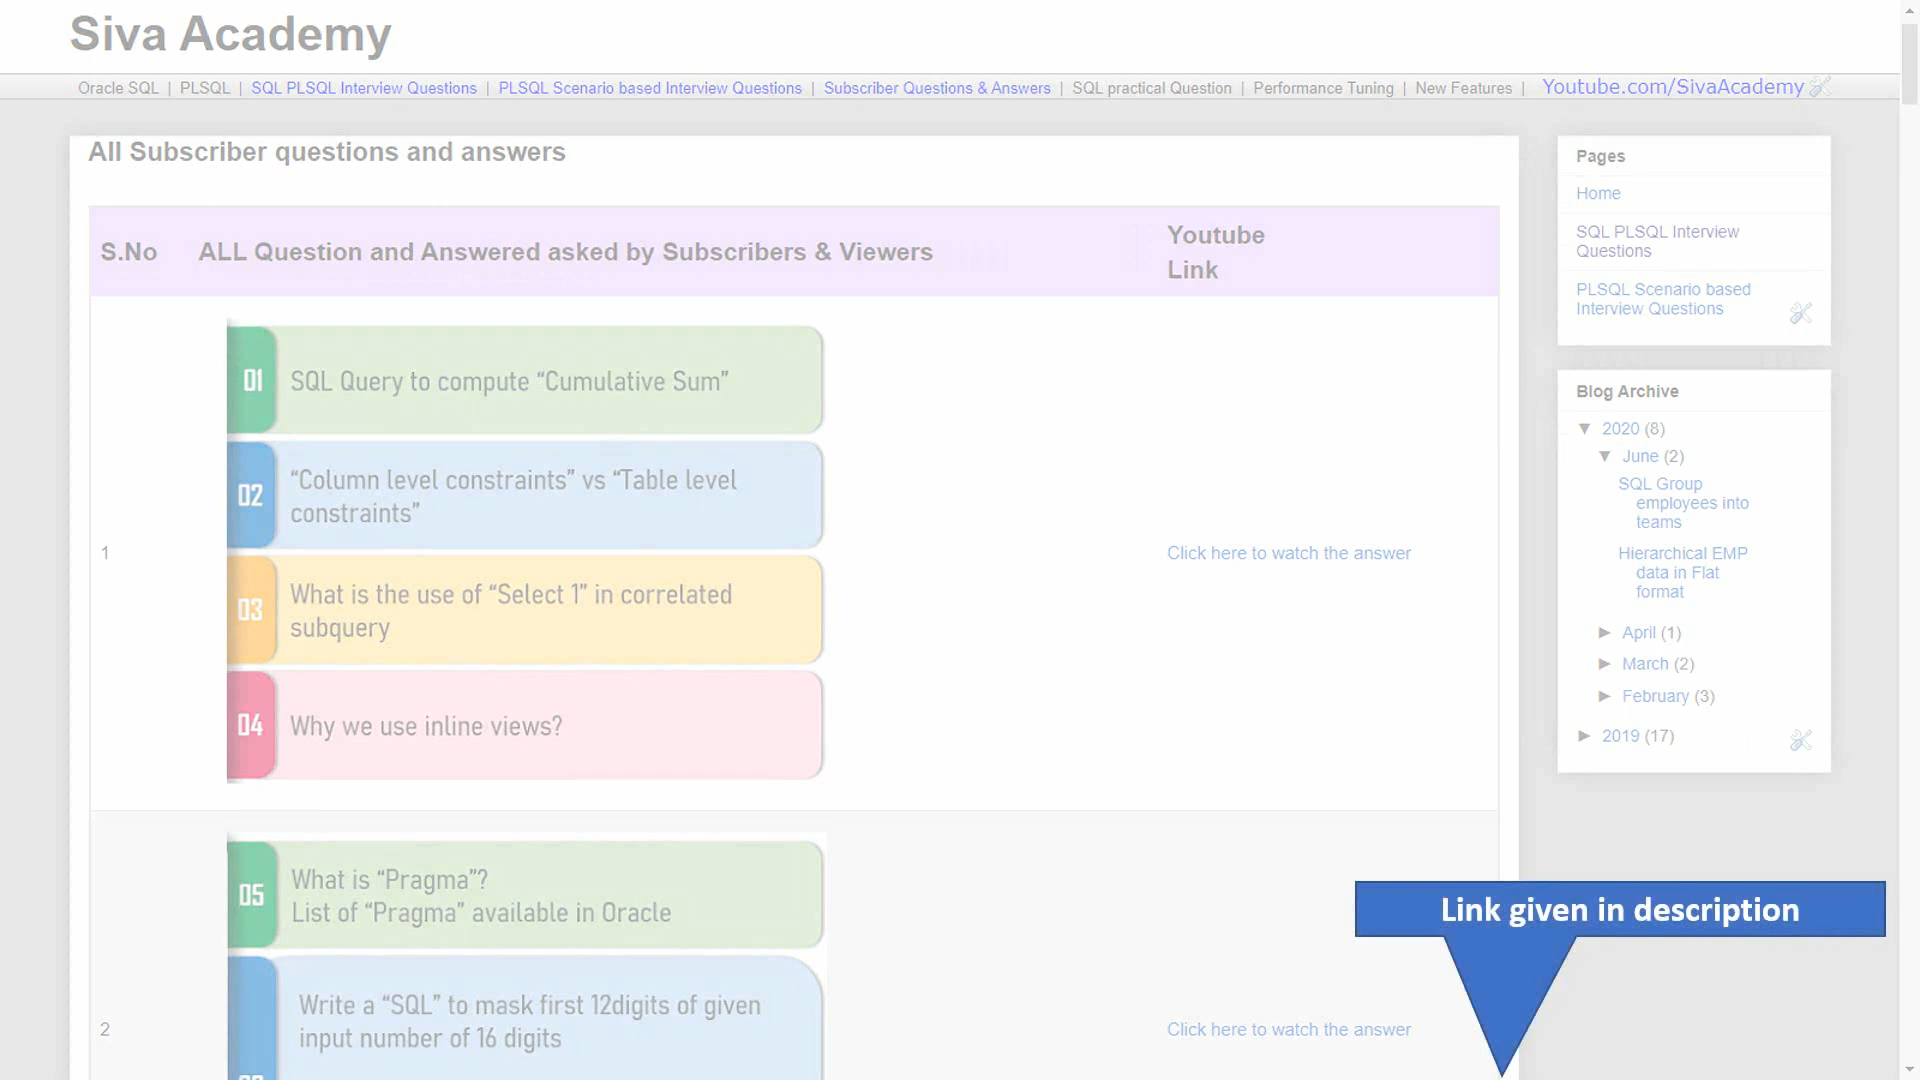 Siva Academy
Oracle SQL | PLSQL | SQL PLSQL Interview Questions | PLSQL Scenario based Interview Questions | Subscriber Questions & Answers | SQL practical Question | Performance Tuning | New Features | Youtube.com/SivaAcademy
All Subscriber questions and answers
S.No ALL Question and Answered asked by Subscribers & Viewers
Youtube
Link
1
01 SQL Query to compute “Cumulative Sum”
02 “Column level constraints” vs “Table level
constraints”
03 What is the use of “Select 1” in correlated
subquery
04 Why we use inline views?
Click here to watch the answer
2
05 What is “Pragma”?
List of “Pragma” available in Oracle
Write a “SQL” to mask first 12digits of given
input number of 16 digits
Click here to watch the answer
Pages
Home
SQL PLSQL Interview
Questions
PLSQL Scenario based
Interview Questions
Blog Archive
▼ 2020 (8)
▼ June (2)
SQL Group
employees into
teams
Hierarchical EMP
data in Flat
format
► April (1)
► March (2)
► February (3)
► 2019 (17)
Link given in description